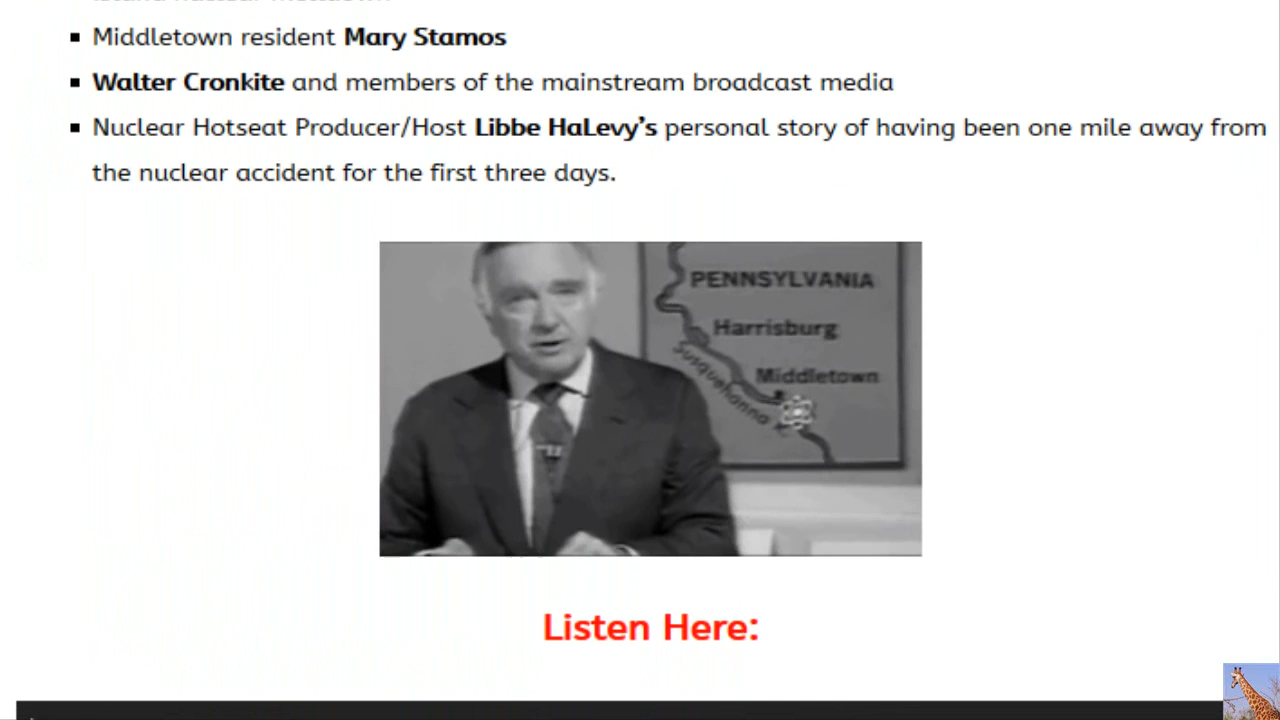 Middletown resident Mary Stamos
Walter Cronkite and members of the mainstream broadcast media
Nuclear Hotseat Producer/Host Libbe HaLevy’s personal story of having been one mile away from
the nuclear accident for the first three days.
PENNSYLVANIA
Harrisburg
Susquehanna R.
Middletown
Listen Here: